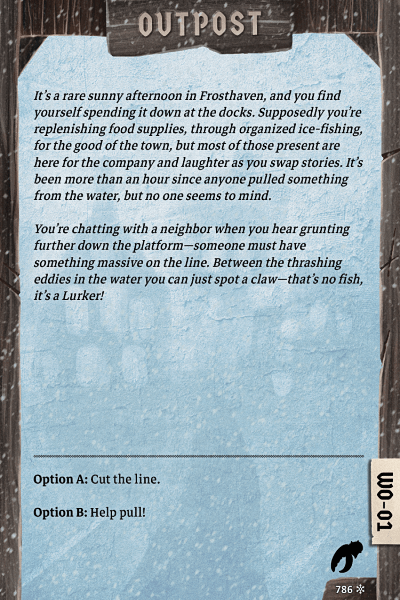 OUTPOST
It's a rare sunny afternoon in Frosthaven, and you find
yourself spending it down at the docks. Supposedly you're
replenishing food supplies, through organized ice-fishing,
for the good of the town, but most of those present are
here for the company and laughter as you swap stories. It's
been more than an hour since anyone pulled something
from the water, but no one seems to mind.
You're chatting with a neighbor when you hear grunting
further down the platform—someone must have
something massive on the line. Between the thrashing
eddies in the water you can just spot a claw—that's no fish,
it's a Lurker!
Option A: Cut the line.
Option B: Help pull!
WO-01
786